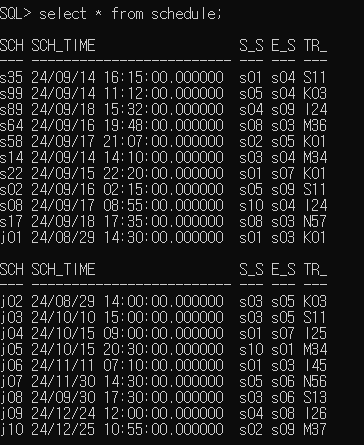 SQL> select * from schedule;
SCH SCH_TIME S_S E_S TR_
--- ------------------------- --- --- ---
s35 24/09/14 16:15:00.000000 s01 s04 S11
s99 24/09/14 11:12:00.000000 s05 s04 K03
s89 24/09/18 15:32:00.000000 s04 s09 I24
s64 24/09/16 19:48:00.000000 s08 s03 M36
s58 24/09/17 21:07:00.000000 s02 s05 K01
s14 24/09/14 14:10:00.000000 s03 s04 M34
s22 24/09/15 22:20:00.000000 s01 s07 K01
s02 24/09/16 02:15:00.000000 s05 s09 S11
s08 24/09/17 08:55:00.000000 s10 s04 I24
s17 24/09/18 17:35:00.000000 s08 s03 N57
j01 24/08/29 14:30:00.000000 s01 s03 K01
SCH SCH_TIME S_S E_S TR_
--- ------------------------- --- --- ---
j02 24/08/29 14:00:00.000000 s03 s05 K03
j03 24/10/10 15:00:00.000000 s03 s05 S11
j04 24/10/15 09:00:00.000000 s01 s07 I25
j05 24/10/15 20:30:00.000000 s10 s01 M34
j06 24/11/11 07:10:00.000000 s01 s03 I45
j07 24/11/30 14:30:00.000000 s05 s06 N56
j08 24/09/30 17:30:00.000000 s03 s06 S13
j09 24/12/24 12:00:00.000000 s04 s08 I26
j10 24/12/25 10:55:00.000000 s02 s09 M37